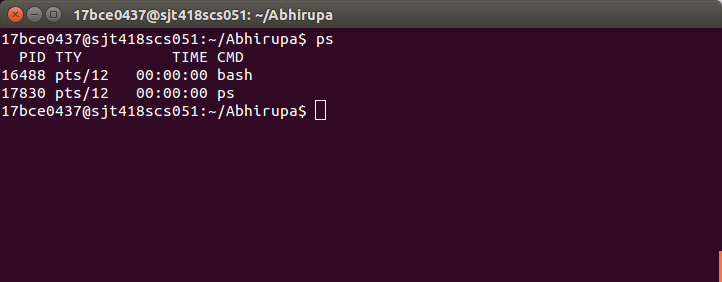 17bce0437@sjt418scs051: ~/Abhirupa
17bce0437@sjt418scs051:~/Abhirupa$ ps
  PID TTY          TIME CMD
16488 pts/12   00:00:00 bash
17830 pts/12   00:00:00 ps
17bce0437@sjt418scs051:~/Abhirupa$